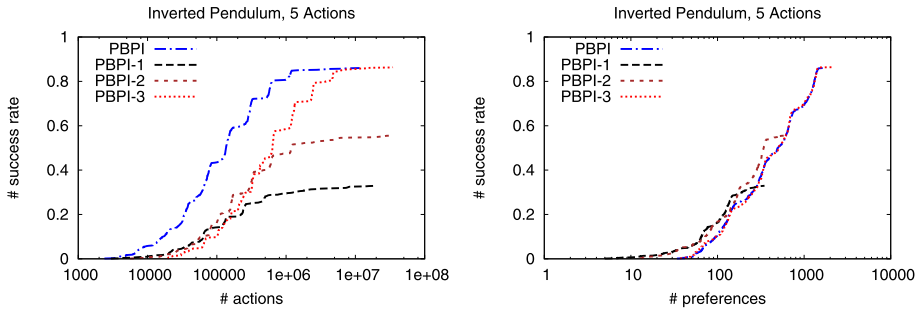 Inverted Pendulum, 5 Actions
1
0.8
0.6
0.4
0.2
0
# success rate
PBPI
PBPI-1
PBPI-2
PBPI-3
1000 10000 100000 1e+06 1e+07 1e+08
# actions
Inverted Pendulum, 5 Actions
1
0.8
0.6
0.4
0.2
0
# success rate
PBPI
PBPI-1
PBPI-2
PBPI-3
1 10 100 1000 10000
# preferences